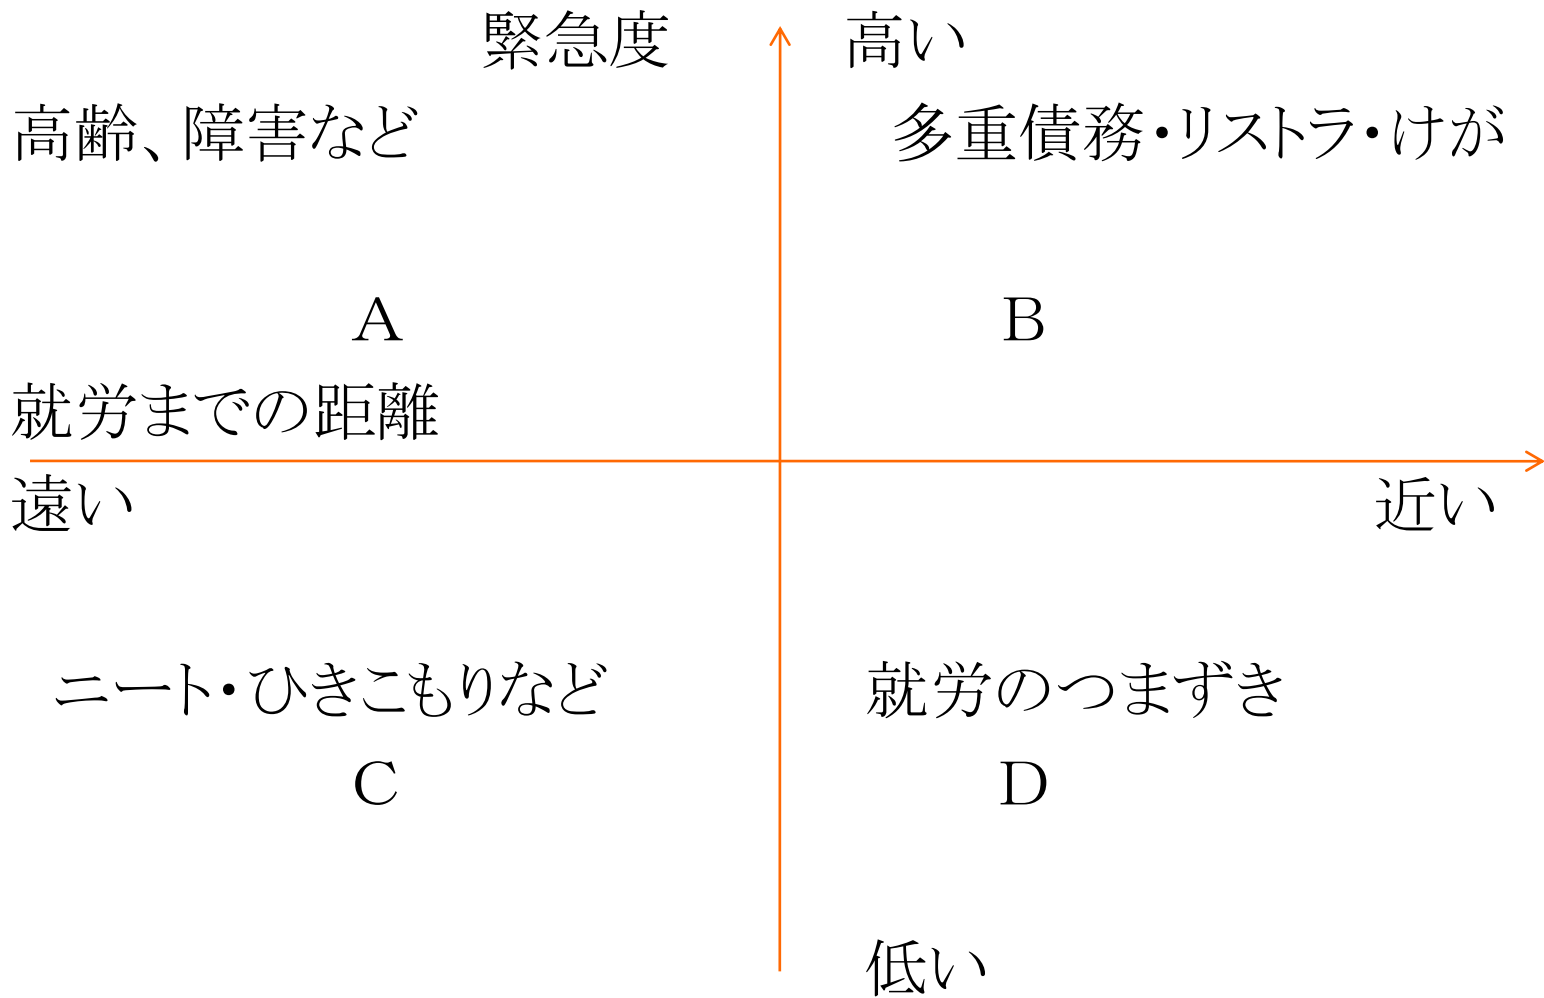 緊急度 高い
高齢、障害など 多重債務・リストラ・けが
A B
就労までの距離
遠い 近い
ニート・ひきこもりなど 就労のつまずき
C D
低い